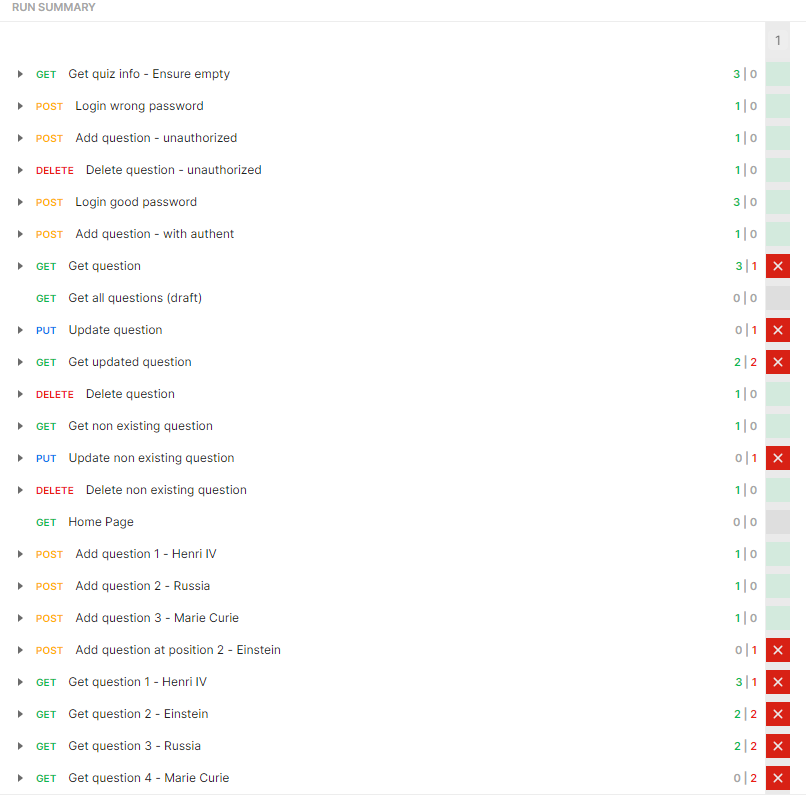 RUN SUMMARY
1
GET Get quiz info - Ensure empty 3 | 0
POST Login wrong password 1 | 0
POST Add question - unauthorized 1 | 0
DELETE Delete question - unauthorized 1 | 0
POST Login good password 3 | 0
POST Add question - with authent 1 | 0
GET Get question 3 | 1
GET Get all questions (draft) 0 | 0
PUT Update question 0 | 1
GET Get updated question 2 | 2
DELETE Delete question 1 | 0
GET Get non existing question 1 | 0
PUT Update non existing question 0 | 1
DELETE Delete non existing question 1 | 0
GET Home Page 0 | 0
POST Add question 1 - Henri IV 1 | 0
POST Add question 2 - Russia 1 | 0
POST Add question 3 - Marie Curie 1 | 0
POST Add question at position 2 - Einstein 0 | 1
GET Get question 1 - Henri IV 3 | 1
GET Get question 2 - Einstein 2 | 2
GET Get question 3 - Russia 2 | 2
GET Get question 4 - Marie Curie 0 | 2